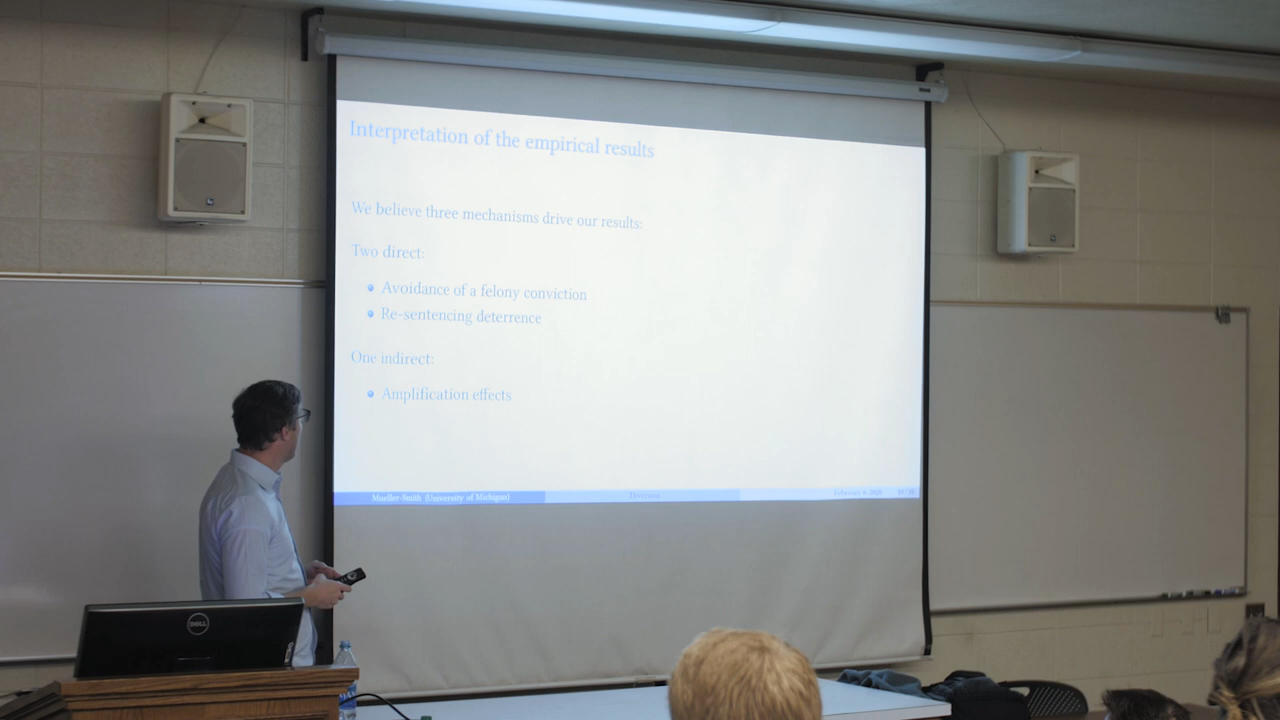 Interpretation of the empirical results
We believe three mechanisms drive our results:
Two direct:
Avoidance of a felony conviction
Re-sentencing deterrence
One indirect:
Amplification effects
Mueller-Smith (University of Michigan)
Diversion
DELL